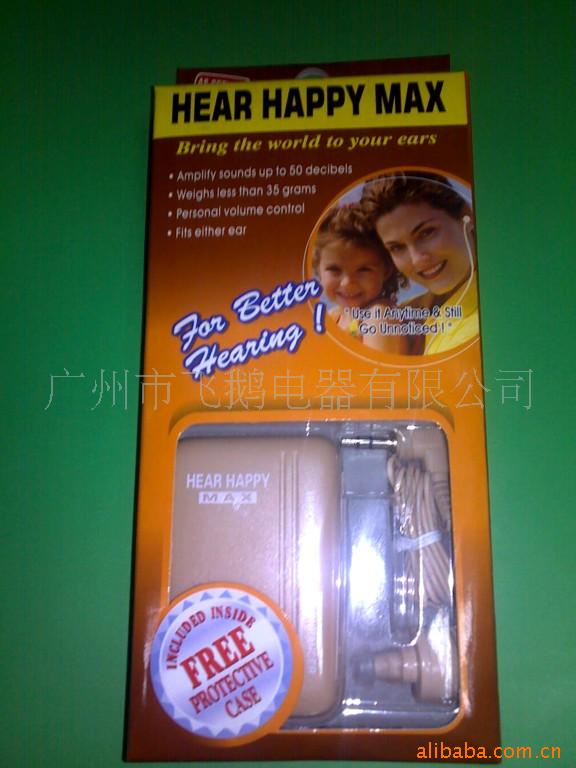 HEAR HAPPY MAX
Bring the world to your ears
• Amplify sounds up to 50 decibels
• Weighs less than 35 grams
• Personal volume control
• Fits either ear
For Better
Hearing !
"Use it Anytime & Still
Go Unnoticed ! "
广州市飞鹅电器有限公司
HEAR HAPPY
MAX
INCLUDED INSIDE
FREE
PROTECTIVE
CASE
alibaba.com.cn